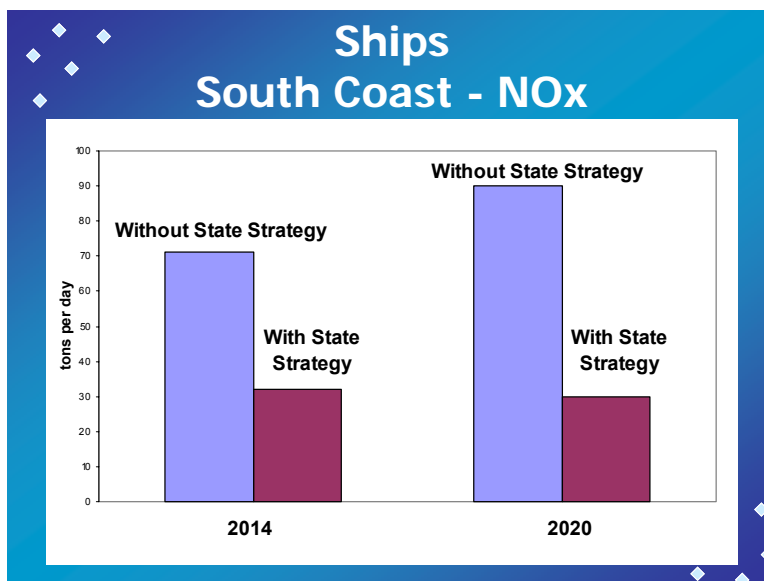 Ships
South Coast - NOx
100
90
80
70
60
50
40
30
20
10
0
tons per day
Without State Strategy
With State
Strategy
Without State Strategy
With State
Strategy
2014
2020